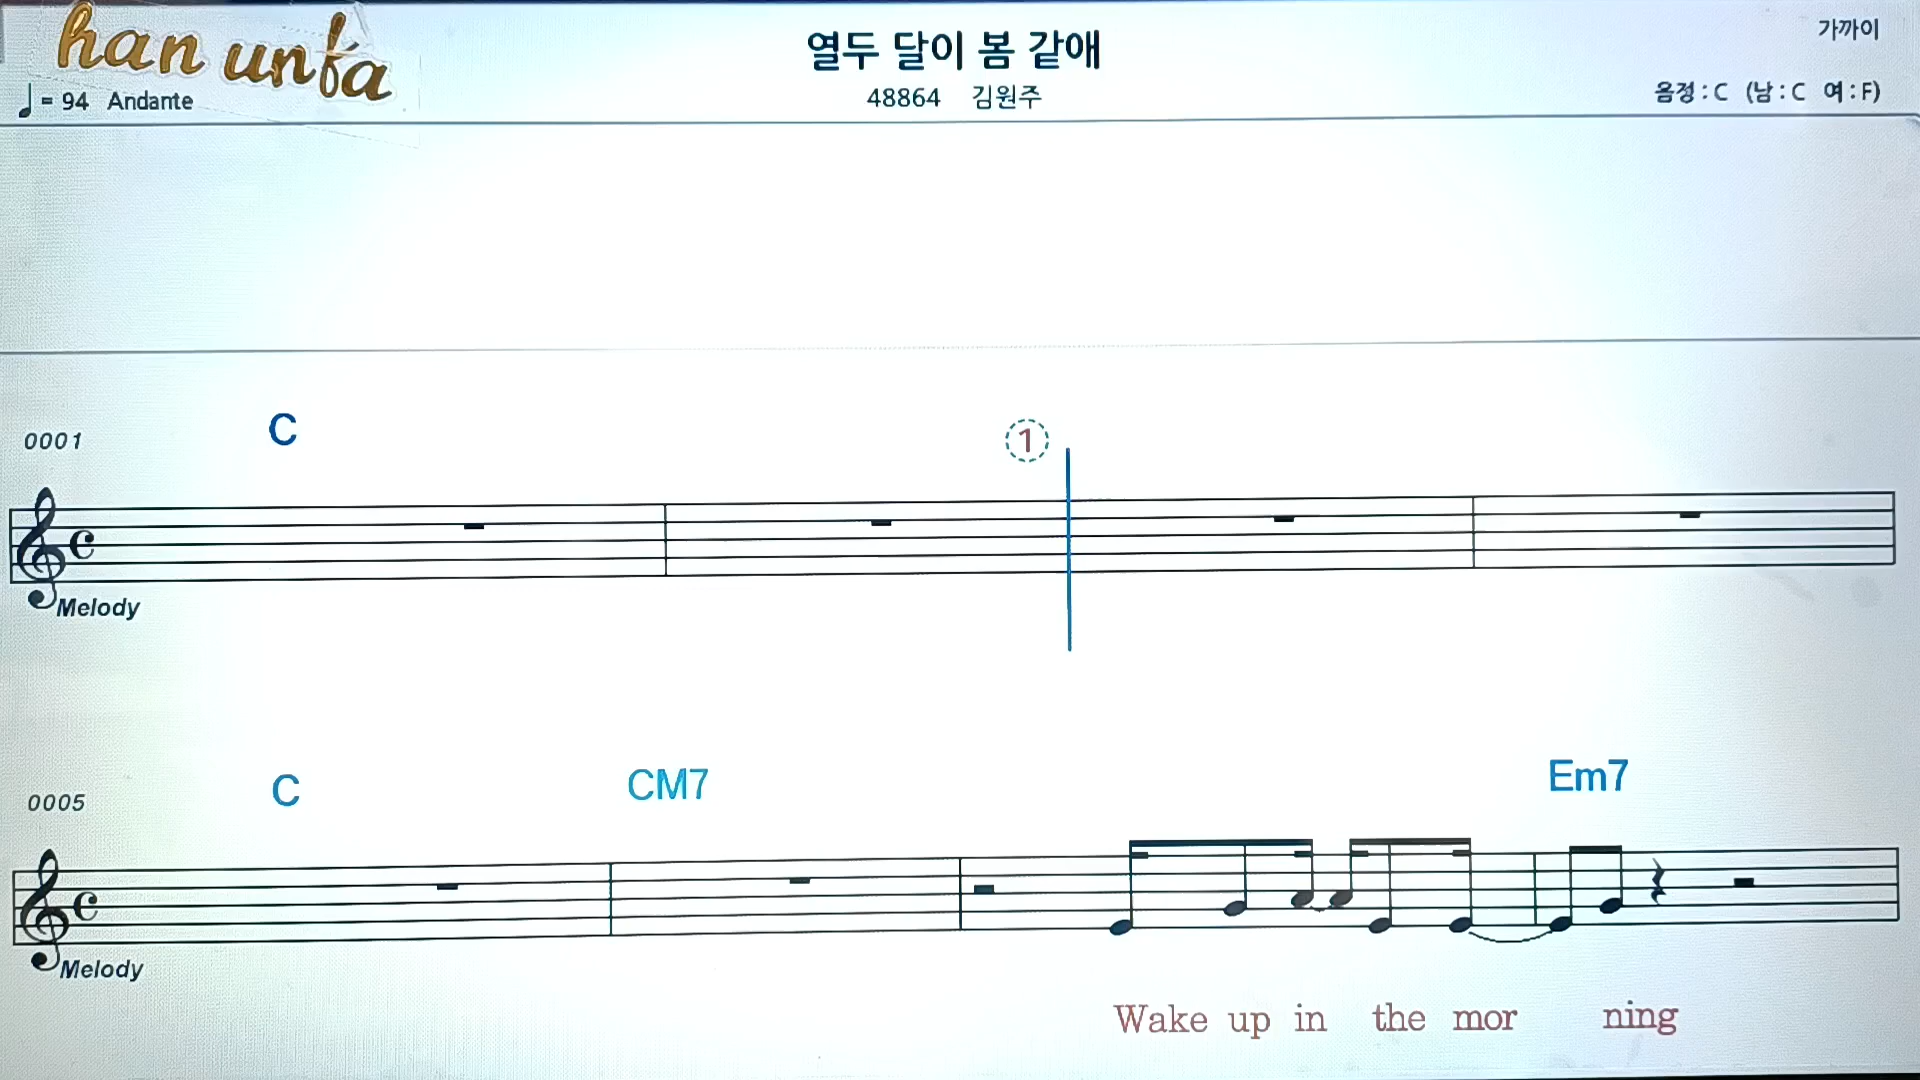 han unfa
열두 달이 봄 같애
가까이
= 94 Andante
48864 김원주
음정 : C (남 : C 여 : F)
0001
C
1
Melody
0005
C CM7 Em7
Melody
Wake up in the mor ning